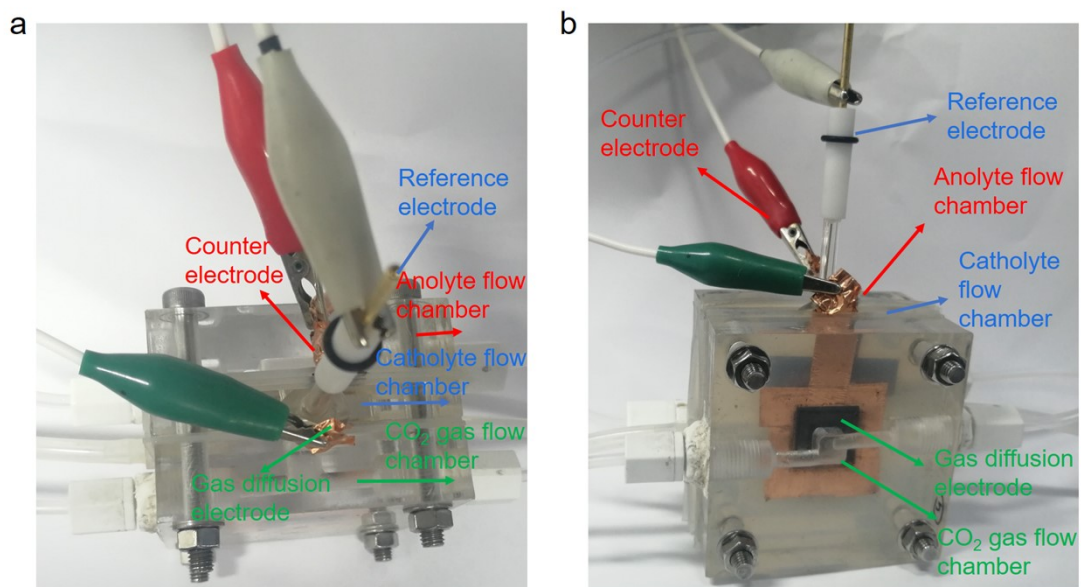 a
Reference
electrode
Counter
electrode
Anolyte flow
chamber
Catholyte flow
chamber
CO₂ gas flow
chamber
Gas diffusion
electrode
b
Reference
electrode
Counter
electrode
Anolyte flow
chamber
Catholyte
flow
chamber
Gas diffusion
electrode
CO₂ gas flow
chamber